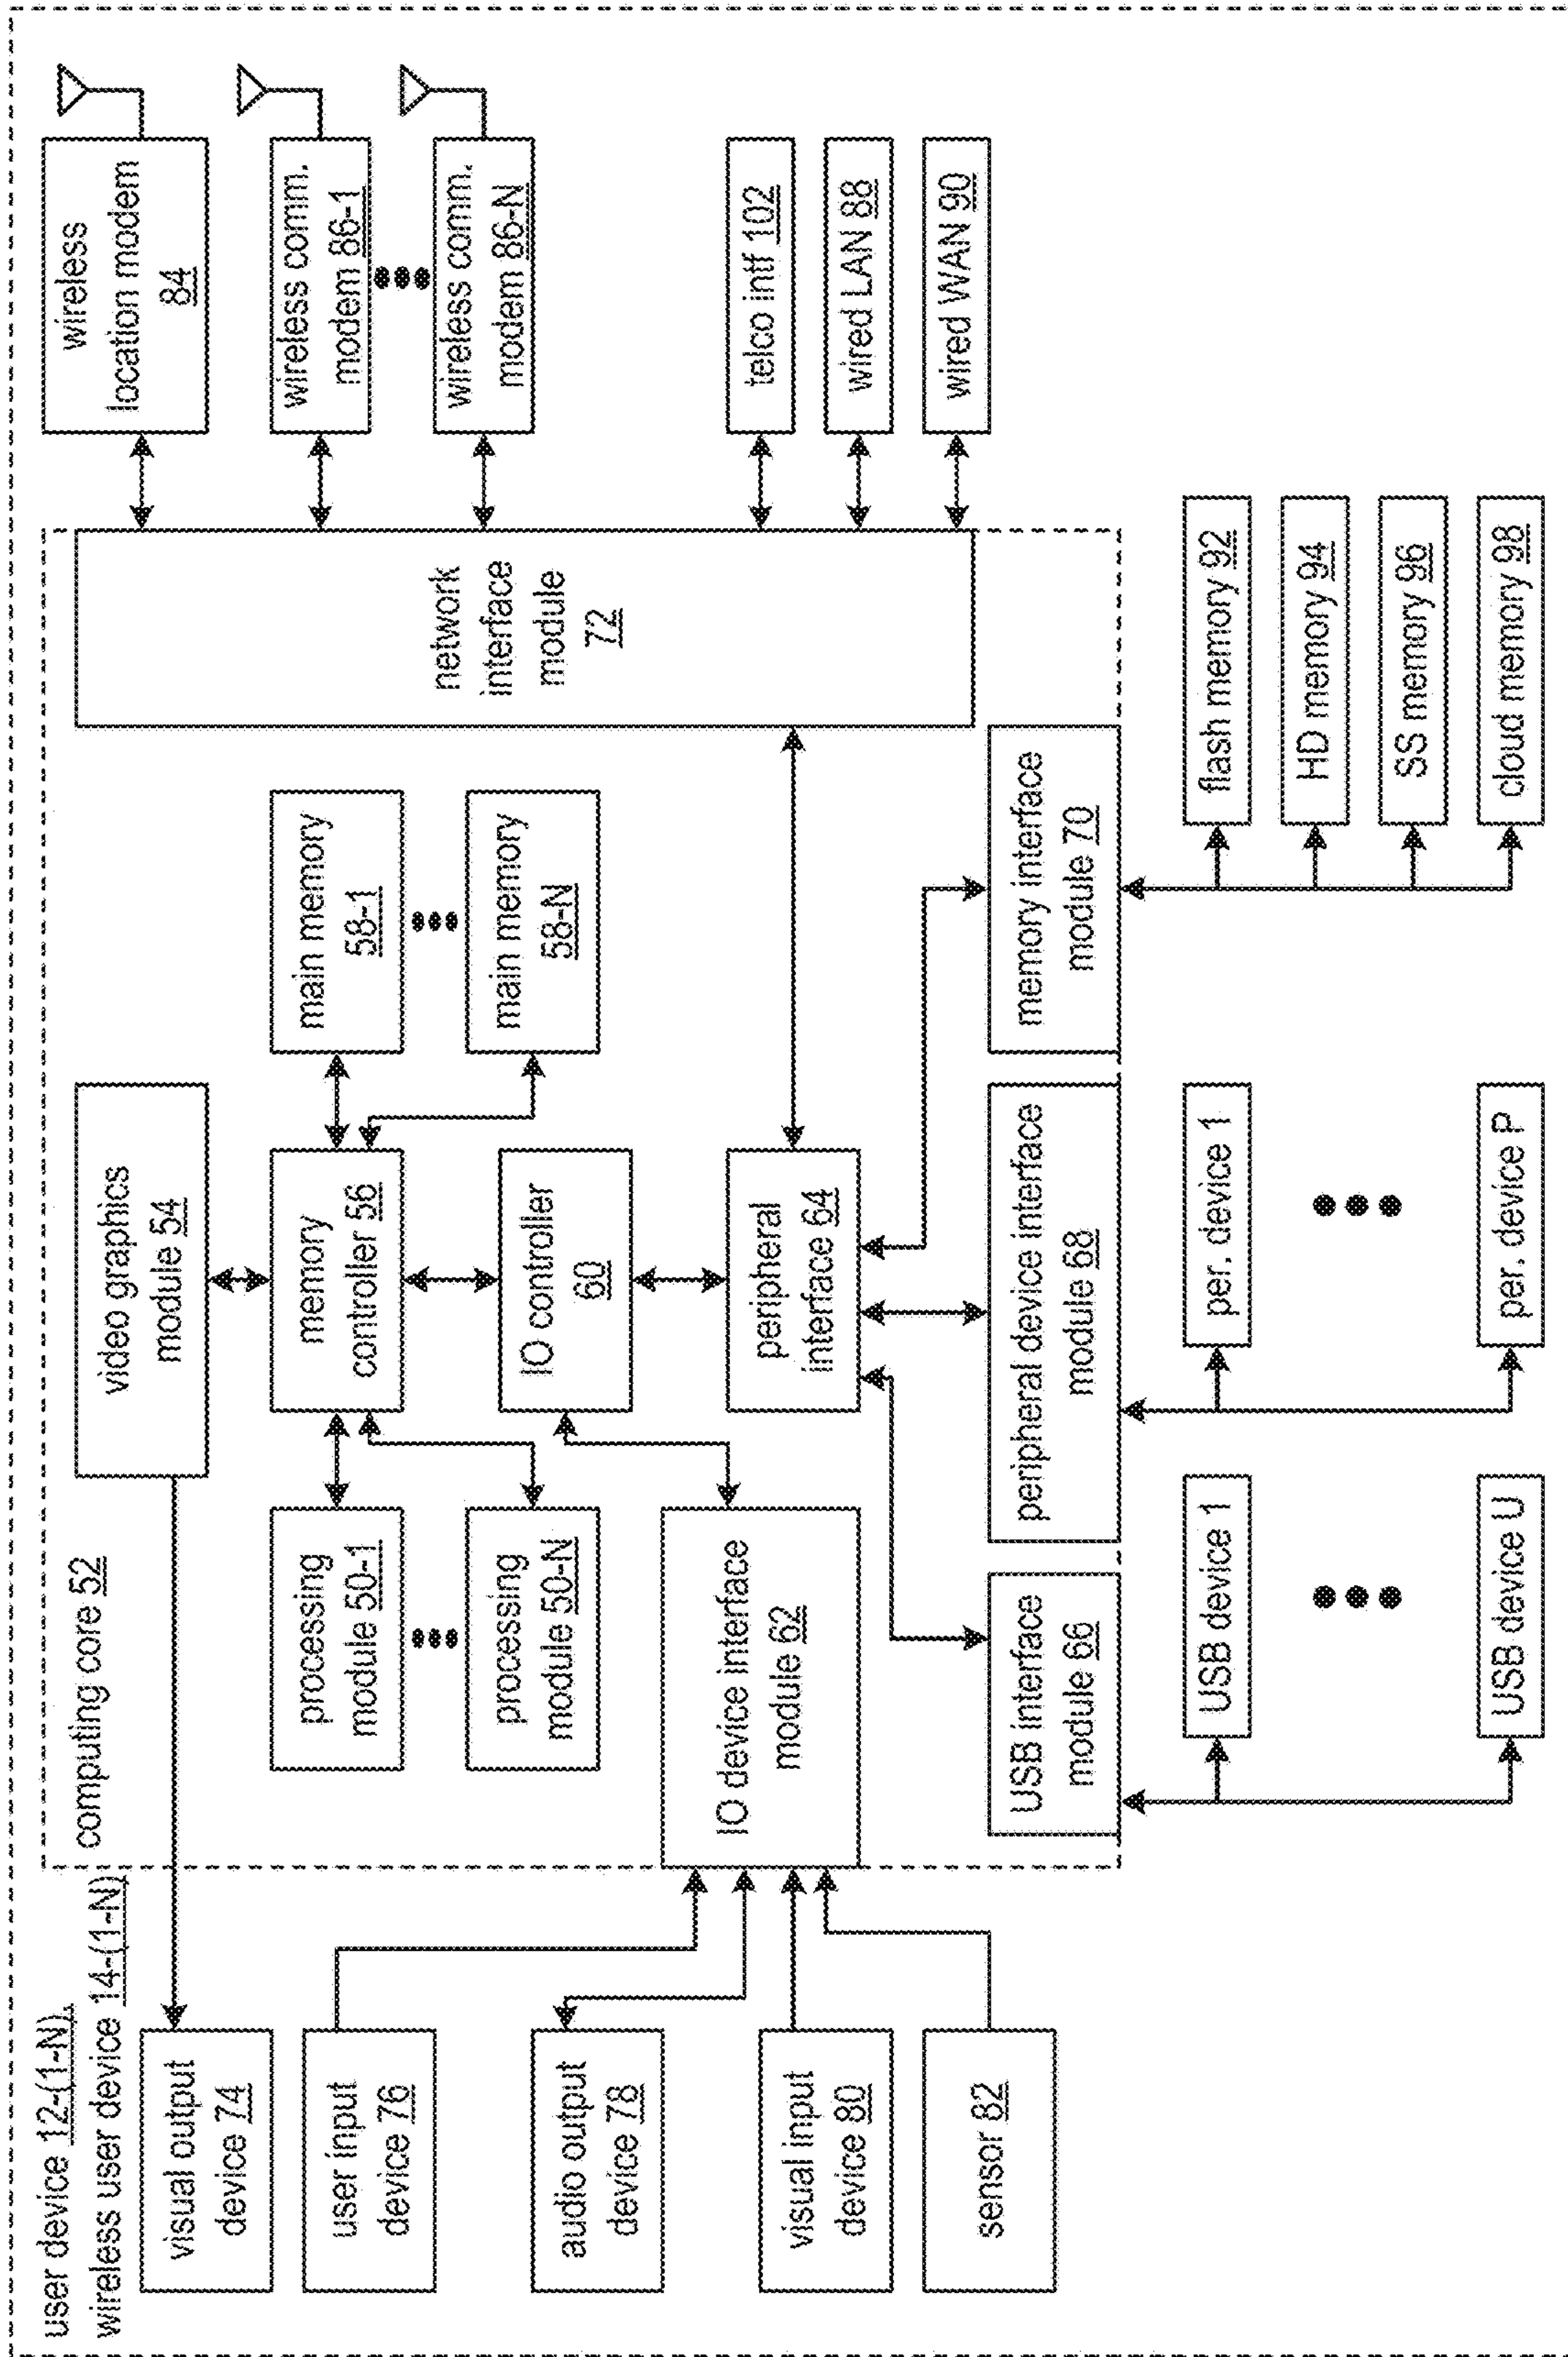 user device 12-(1-N),
wireless user device 14-(1-N)
computing core 52
visual output
device 74
user input
device 76
audio output
device 78
visual input
device 80
sensor 82
video graphics
module 54
processing
module 50-1
processing
module 50-N
memory
controller 56
main memory
58-1
main memory
58-N
IO controller
60
IO device interface
module 62
peripheral
interface 64
USB interface
module 66
peripheral device interface
module 68
memory interface
module 70
network
interface
module
72
wireless
location modem
84
wireless comm.
modem 86-1
wireless comm.
modem 86-N
telco intf 102
wired LAN 88
wired WAN 90
USB device 1
USB device U
per. device 1
per. device P
flash memory 92
HD memory 94
SS memory 96
cloud memory 98